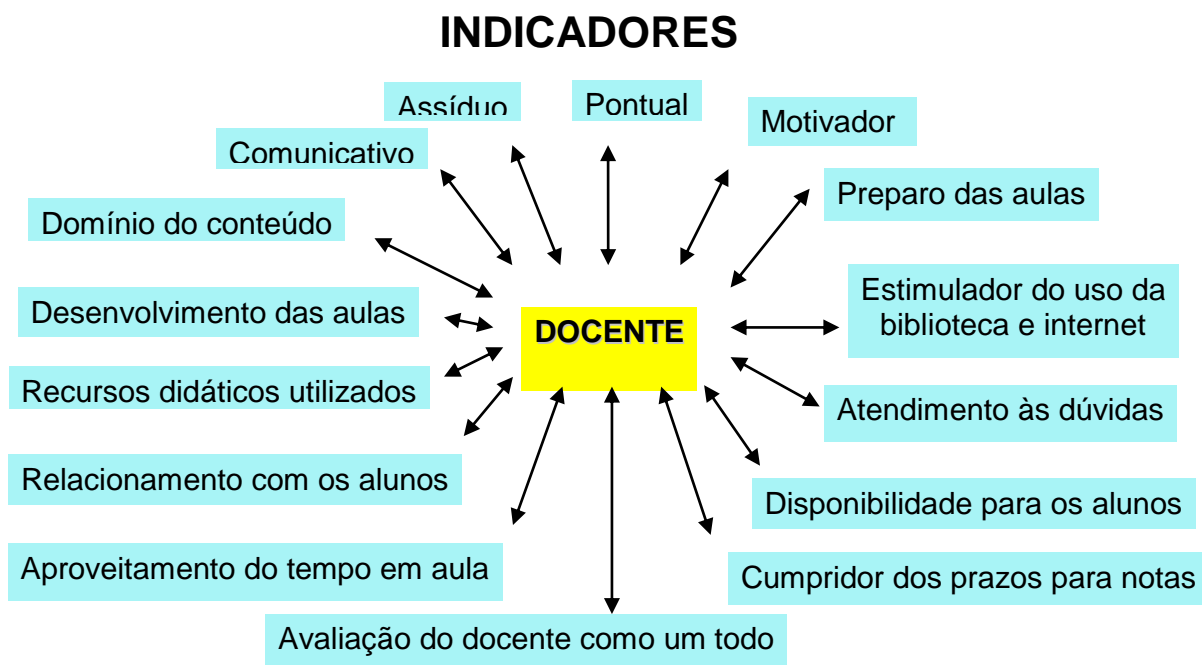 INDICADORES
Assíduo
Pontual
Motivador
Comunicativo
Preparo das aulas
Domínio do conteúdo
Estimulador do uso da
biblioteca e internet
Desenvolvimento das aulas
DOCENTE
Recursos didáticos utilizados
Atendimento às dúvidas
Relacionamento com os alunos
Disponibilidade para os alunos
Aproveitamento do tempo em aula
Cumpridor dos prazos para notas
Avaliação do docente como um todo